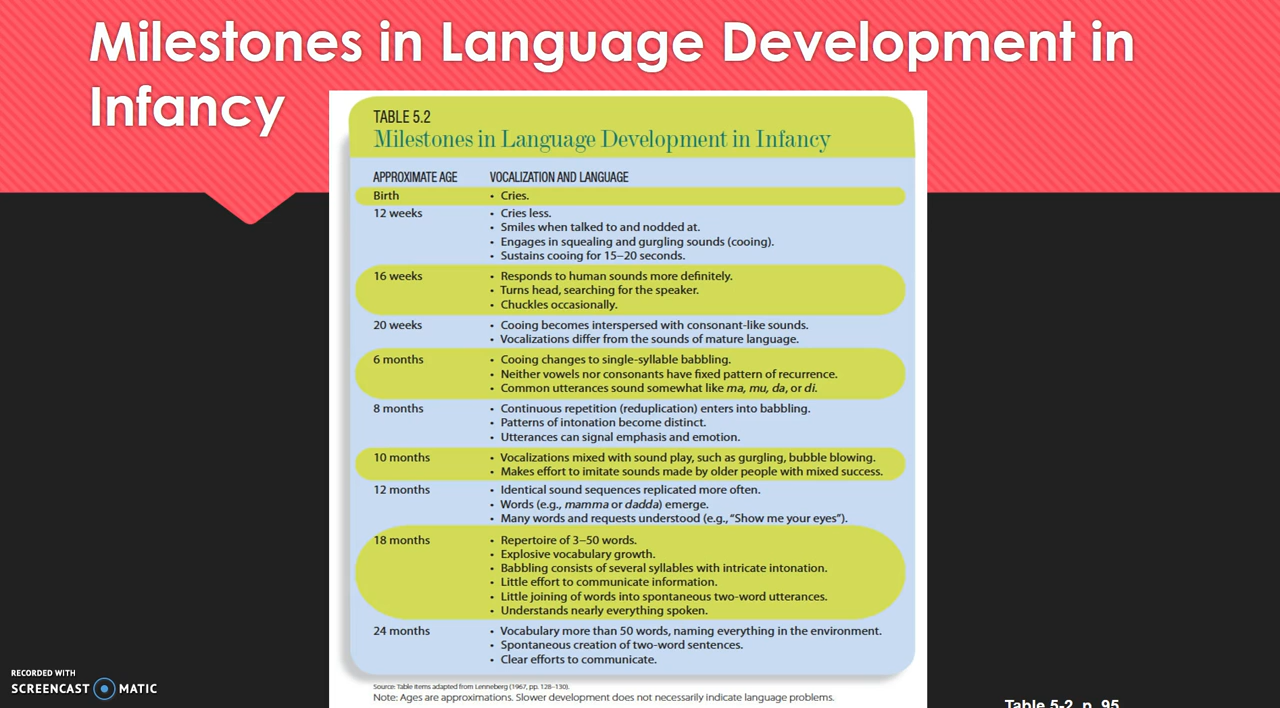 Milestones in Language Development in
Infancy
TABLE 5.2
Milestones in Language Development in Infancy
APPROXIMATE AGE VOCALIZATION AND LANGUAGE
Birth • Cries.
12 weeks • Cries less.
• Smiles when talked to and nodded at.
• Engages in squealing and gurgling sounds (cooing).
• Sustains cooing for 15–20 seconds.
16 weeks • Responds to human sounds more definitely.
• Turns head, searching for the speaker.
• Chuckles occasionally.
20 weeks • Cooing becomes interspersed with consonant-like sounds.
• Vocalizations differ from the sounds of mature language.
6 months • Cooing changes to single-syllable babbling.
• Neither vowels nor consonants have fixed pattern of recurrence.
• Common utterances sound somewhat like ma, mu, da, or di.
8 months • Continuous repetition (reduplication) enters into babbling.
• Patterns of intonation become distinct.
• Utterances can signal emphasis and emotion.
10 months • Vocalizations mixed with sound play, such as gurgling, bubble blowing.
• Makes effort to imitate sounds made by older people with mixed success.
12 months • Identical sound sequences replicated more often.
• Words (e.g., mamma or dadda) emerge.
• Many words and requests understood (e.g., “Show me your eyes”).
18 months • Repertoire of 3–50 words.
• Explosive vocabulary growth.
• Babbling consists of several syllables with intricate intonation.
• Little effort to communicate information.
• Little joining of words into spontaneous two-word utterances.
• Understands nearly everything spoken.
24 months • Vocabulary more than 50 words, naming everything in the environment.
• Spontaneous creation of two-word sentences.
• Clear efforts to communicate.
Source: Table items adapted from Lenneberg (1967, pp. 128–130).
Note: Ages are approximations. Slower development does not necessarily indicate language problems.
RECORDED WITH
SCREENCAST MATIC
Table 5-2, p. 95